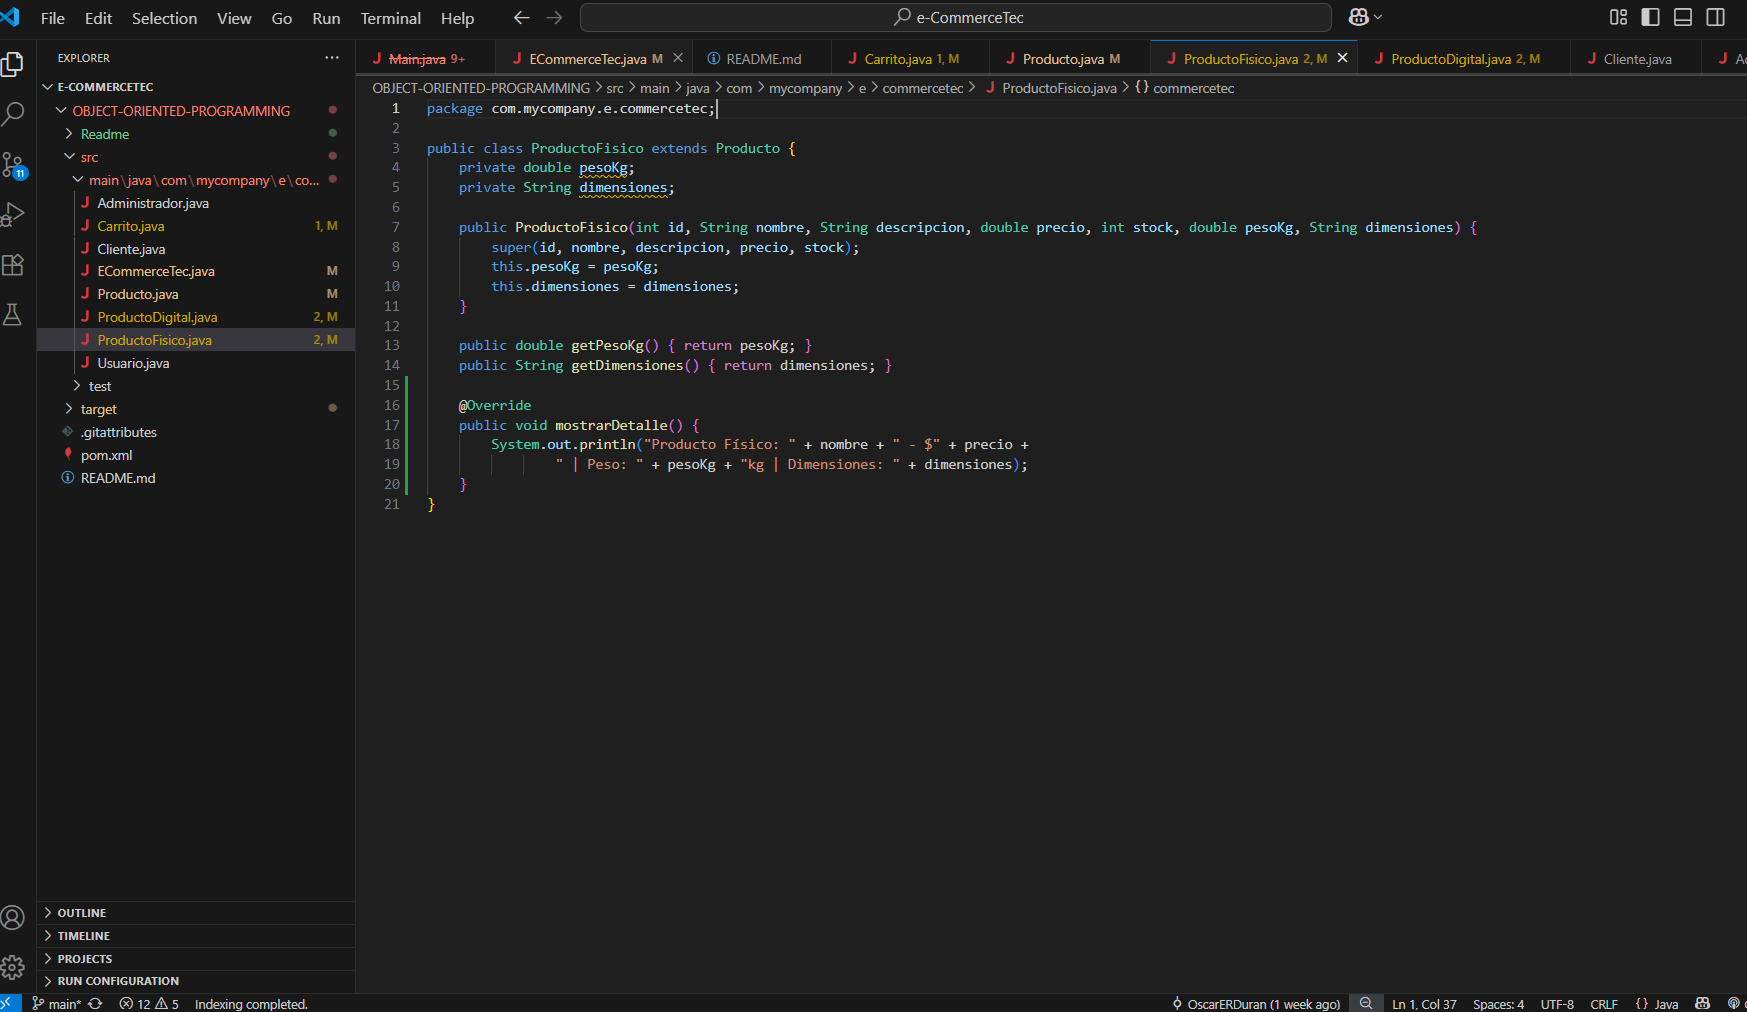 File Edit Selection View Go Run Terminal Help e-CommerceTec
EXPLORER
Main.java 9+ ECommerceTec.java M README.md Carrito.java 1, M Producto.java M ProductoFisico.java 2, M ProductoDigital.java 2, M Cliente.java
E-COMMERCETEC
OBJECT-ORIENTED-PROGRAMMING
Readme
src
main\java\com\mycompany\e\co...
Administrador.java
Carrito.java 1, M
Cliente.java
ECommerceTec.java M
Producto.java M
ProductoDigital.java 2, M
ProductoFisico.java 2, M
Usuario.java
test
target
.gitattributes
pom.xml
README.md
11
OUTLINE
TIMELINE
PROJECTS
RUN CONFIGURATION
OBJECT-ORIENTED-PROGRAMMING > src > main > java > com > mycompany > e > commercetec > ProductoFisico.java > {} commercetec
1 package com.mycompany.e.commercetec;
2
3 public class ProductoFisico extends Producto {
4 private double pesoKg;
5 private String dimensiones;
6
7 public ProductoFisico(int id, String nombre, String descripcion, double precio, int stock, double pesoKg, String dimensiones) {
8 super(id, nombre, descripcion, precio, stock);
9 this.pesoKg = pesoKg;
10 this.dimensiones = dimensiones;
11 }
12
13 public double getPesoKg() { return pesoKg; }
14 public String getDimensiones() { return dimensiones; }
15
16 @Override
17 public void mostrarDetalle() {
18 System.out.println("Producto Físico: " + nombre + " - $" + precio +
19 " | Peso: " + pesoKg + "kg | Dimensiones: " + dimensiones);
20 }
21 }
main* 12 5 Indexing completed. OscarERDuran (1 week ago) Ln 1, Col 37 Spaces: 4 UTF-8 CRLF {} Java